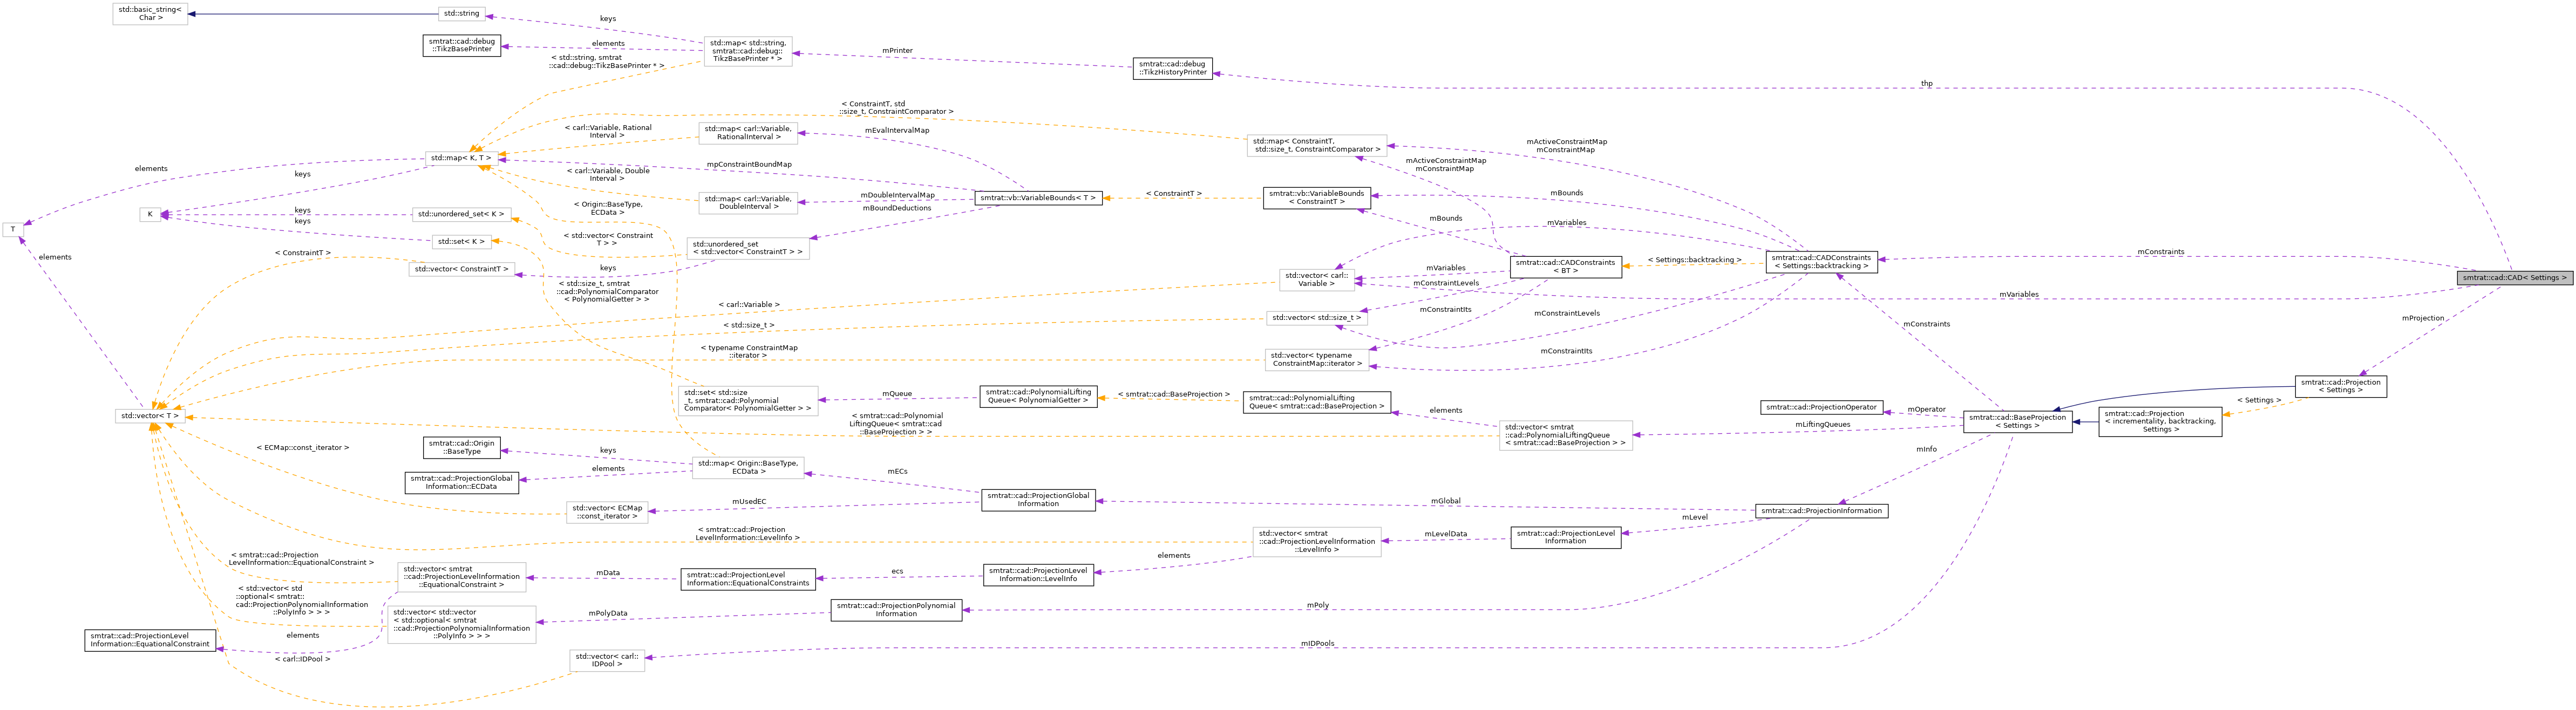 std::basic_string<
Char >
std::string
keys
smtrat::cad::debug
::TikzBasePrinter
elements
std::map< std::string,
smtrat::cad::debug::
TikzBasePrinter * >
mPrinter
smtrat::cad::debug
::TikzHistoryPrinter
thp
< std::string, smtrat
::cad::debug::TikzBasePrinter * >
< ConstraintT, std
::size_t, ConstraintComparator >
< carl::Variable, Rational
Interval >
std::map< carl::Variable,
RationalInterval >
mEvalIntervalMap
std::map< ConstraintT,
std::size_t, ConstraintComparator >
mActiveConstraintMap
mConstraintMap
mActiveConstraintMap
mConstraintMap
std::map< K, T >
mpConstraintBoundMap
elements
keys
< carl::Variable, Double
Interval >
std::map< carl::Variable,
DoubleInterval >
mDoubleIntervalMap
mBoundDeductions
smtrat::vb::VariableBounds< T >
< ConstraintT >
smtrat::vb::VariableBounds
< ConstraintT >
mBounds
mBounds
mVariables
K
keys
keys
std::unordered_set< K >
< Origin::BaseType,
ECData >
T
std::set< K >
< std::vector< Constraint
T > >
std::unordered_set
< std::vector< ConstraintT > >
keys
elements
< ConstraintT >
std::vector< ConstraintT >
< std::size_t, smtrat
::cad::PolynomialComparator
< PolynomialGetter > >
std::vector< carl::
Variable >
mVariables
mConstraintLevels
smtrat::cad::CADConstraints
< BT >
< Settings::backtracking >
smtrat::cad::CADConstraints
< Settings::backtracking >
mConstraints
smtrat::cad::CAD< Settings >
mVariables
< carl::Variable >
< std::size_t >
std::vector< std::size_t >
mConstraintIts
mConstraintLevels
mConstraints
mProjection
< typename ConstraintMap
::iterator >
std::vector< typename
ConstraintMap::iterator >
mConstraintIts
std::set< std::size
_t, smtrat::cad::Polynomial
Comparator< PolynomialGetter > >
mQueue
smtrat::cad::PolynomialLifting
Queue< PolynomialGetter >
< smtrat::cad::BaseProjection >
smtrat::cad::PolynomialLifting
Queue< smtrat::cad::BaseProjection >
elements
smtrat::cad::ProjectionOperator
mOperator
smtrat::cad::Projection
< Settings >
< Settings >
std::vector< T >
< smtrat::cad::Polynomial
LiftingQueue< smtrat::cad
::BaseProjection > >
std::vector< smtrat
::cad::PolynomialLiftingQueue
< smtrat::cad::BaseProjection > >
mLiftingQueues
smtrat::cad::BaseProjection
< Settings >
smtrat::cad::Projection
< incrementality, backtracking,
Settings >
< ECMap::const_iterator >
smtrat::cad::Origin
::BaseType
keys
elements
smtrat::cad::ProjectionGlobal
Information::ECData
std::map< Origin::BaseType,
ECData >
mECs
mInfo
std::vector< ECMap
::const_iterator >
mUsedEC
smtrat::cad::ProjectionGlobal
Information
mGlobal
smtrat::cad::ProjectionInformation
mLevel
< smtrat::cad::Projection
LevelInformation::LevelInfo >
std::vector< smtrat
::cad::ProjectionLevelInformation
::LevelInfo >
mLevelData
smtrat::cad::ProjectionLevel
Information
< smtrat::cad::Projection
LevelInformation::EquationalConstraint >
elements
std::vector< smtrat
::cad::ProjectionLevelInformation
::EquationalConstraint >
mData
smtrat::cad::ProjectionLevel
Information::EquationalConstraints
ecs
smtrat::cad::ProjectionLevel
Information::LevelInfo
< std::vector< std
::optional< smtrat::
cad::ProjectionPolynomialInformation
::PolyInfo > > >
std::vector< std::vector
< std::optional< smtrat
::cad::ProjectionPolynomialInformation
::PolyInfo > > >
mPolyData
smtrat::cad::ProjectionPolynomial
Information
mPoly
smtrat::cad::ProjectionLevel
Information::EquationalConstraint
elements
mIDPools
< carl::IDPool >
std::vector< carl::
IDPool >